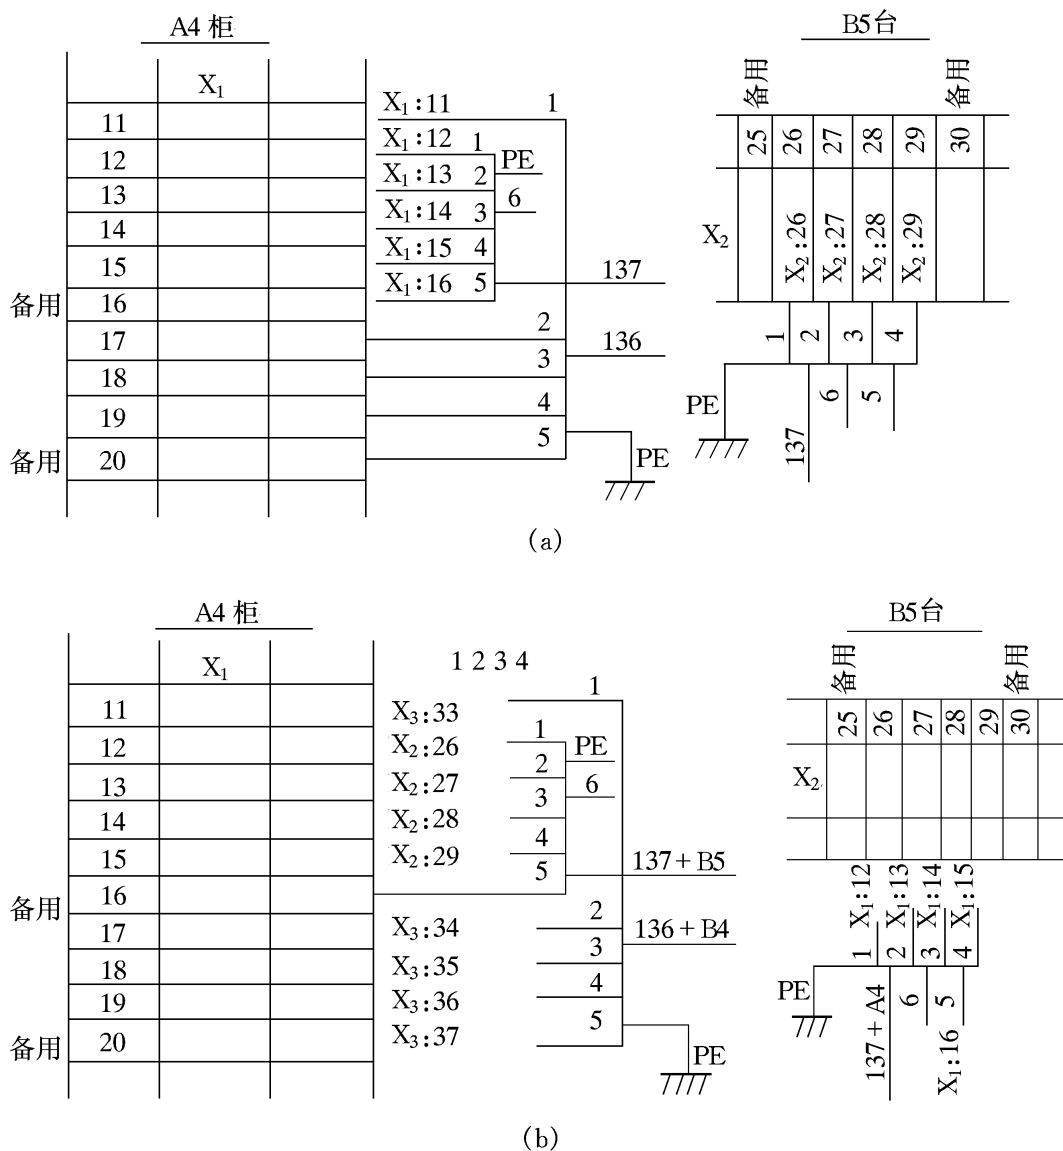 A4 柜
B5台
X₁
11
12
13
14
15
备用 16
17
18
19
备用 20
X₁:11 1
X₁:12 1
X₁:13 2
X₁:14 3
X₁:15 4
X₁:16 5
PE
6
137
2
136
3
4
5
PE
备用
备用
25 26 27 28 29 30
X₂
X₂:26 X₂:27 X₂:28 X₂:29
1 2 3 4
6 5
PE
137
(a)
A4 柜
B5台
X₁
11
12
13
14
15
备用 16
17
18
19
备用 20
1 2 3 4
1
X₃:33
1
X₂:26
2
X₂:27
3
X₂:28
4
X₂:29
5
PE
6
137+B5
X₃:34
2
136+B4
X₃:35
3
X₃:36
4
X₃:37
5
PE
备用
备用
25 26 27 28 29 30
X₂
X₁:12 X₁:13 X₁:14 X₁:15
1 2 3 4
PE
137+A4
6 5
X₁:16
(b)